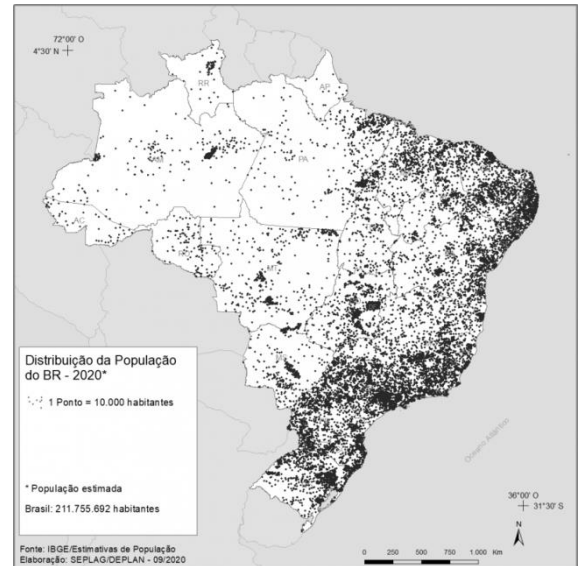 72°00' O
4°30' N
RR
AP
AM
PA
AC
RO
MT
Oceano Atlântico
Distribuição da População
do BR - 2020*
1 Ponto = 10.000 habitantes
* População estimada
Brasil: 211.755.692 habitantes
36°00' O
31°30' S
N
0 250 500 750 1.000
Km
Fonte: IBGE/Estimativas de População
Elaboração: SEPLAG/DEPLAN - 09/2020